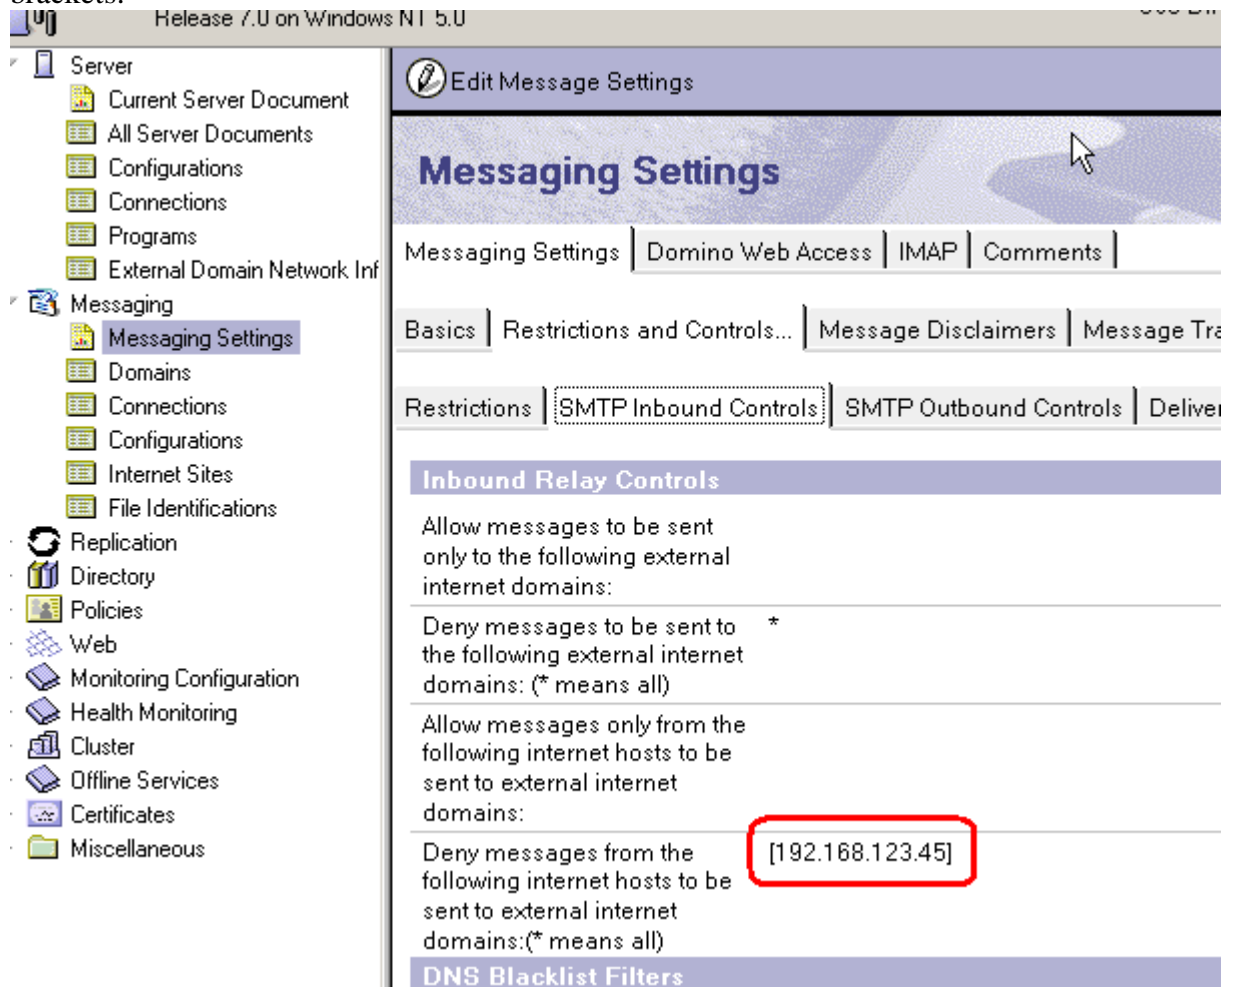 brackets.
Release 7.0 on Windows NT 5.0
Server
Current Server Document
All Server Documents
Configurations
Connections
Programs
External Domain Network Inf
Messaging
Messaging Settings
Domains
Connections
Configurations
Internet Sites
File Identifications
Replication
Directory
Policies
Web
Monitoring Configuration
Health Monitoring
Cluster
Offline Services
Certificates
Miscellaneous
Edit Message Settings
Messaging Settings
Messaging Settings Domino Web Access IMAP Comments
Basics Restrictions and Controls... Message Disclaimers Message Tra
Restrictions SMTP Inbound Controls SMTP Outbound Controls Deliver
Inbound Relay Controls
Allow messages to be sent
only to the following external
internet domains:
Deny messages to be sent to *
the following external internet
domains: (* means all)
Allow messages only from the
following internet hosts to be
sent to external internet
domains:
Deny messages from the [192.168.123.45]
following internet hosts to be
sent to external internet
domains:(* means all)
DNS Blacklist Filters